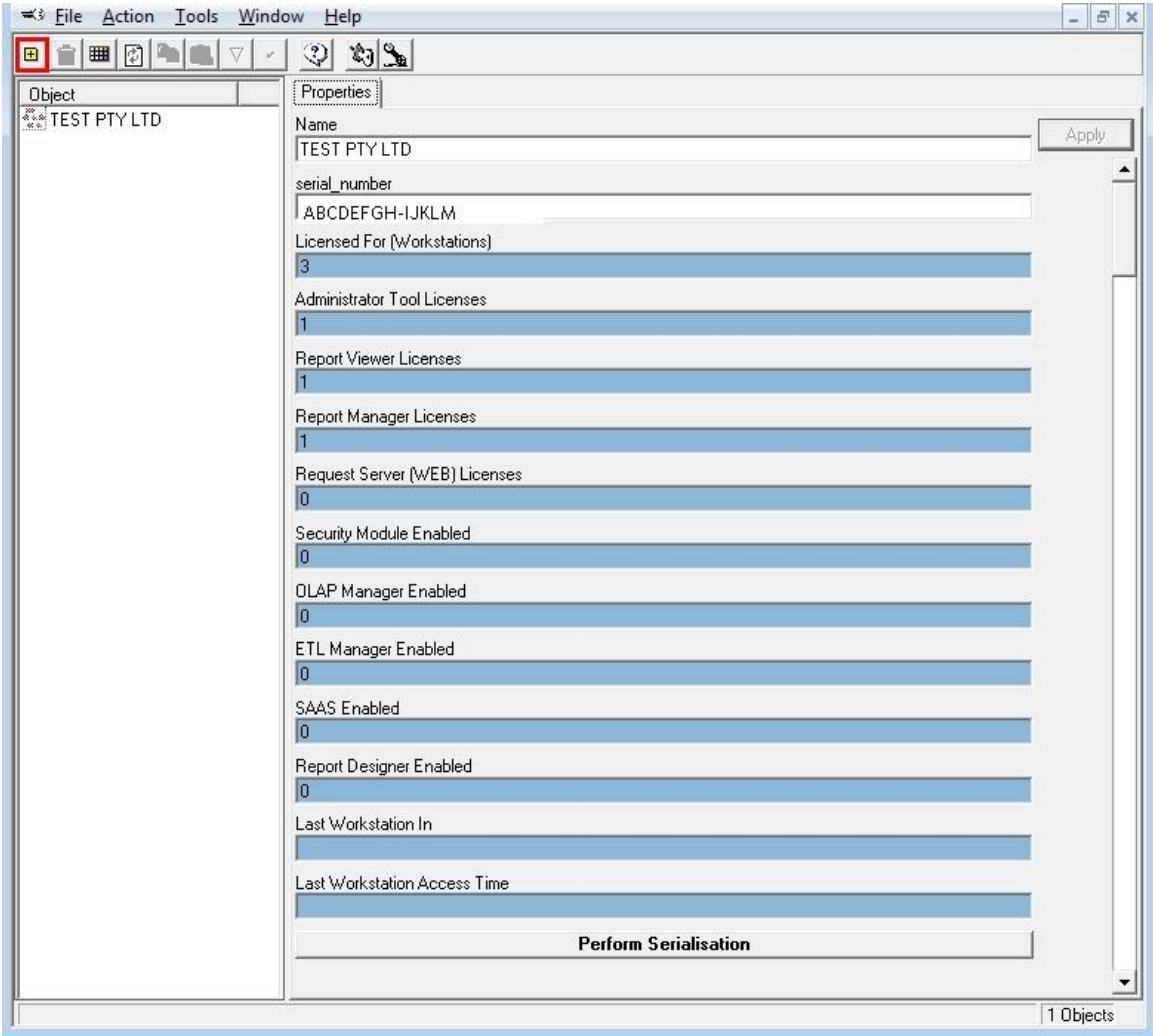 File Action Tools Window Help
Object
TEST PTY LTD
Properties
Name
TEST PTY LTD
Apply
serial_number
ABCDEFGH-IJKLM
Licensed For (Workstations)
3
Administrator Tool Licenses
1
Report Viewer Licenses
1
Report Manager Licenses
1
Request Server (WEB) Licenses
0
Security Module Enabled
0
OLAP Manager Enabled
0
ETL Manager Enabled
0
SAAS Enabled
0
Report Designer Enabled
0
Last Workstation In
Last Workstation Access Time
Perform Serialisation
1 Objects